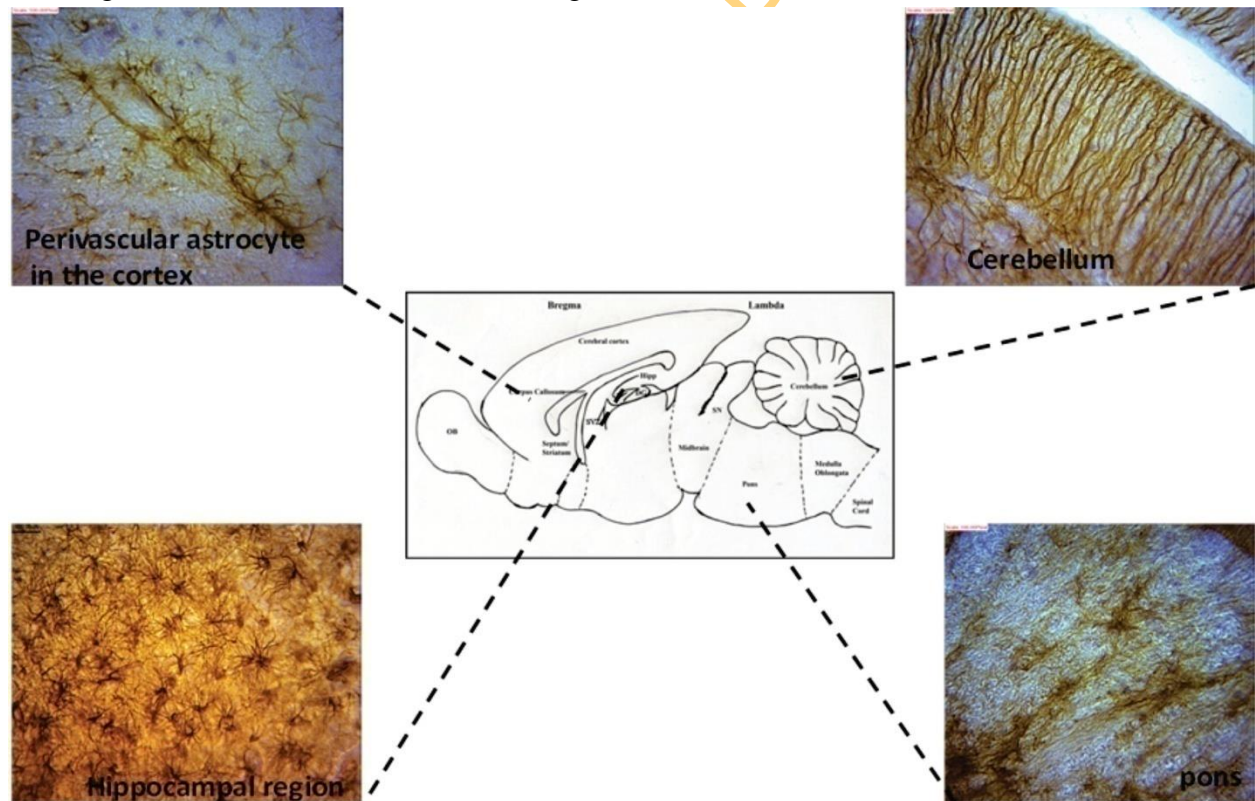 Perivascular astrocyte
in the cortex
Cerebellum
Bregma
Lambda
Cerebral cortex
Corpus Callosum
Hipp
OB
Septum/
Striatum
SN
Cerebellum
Midbrain
Pons
Medulla
Oblongata
Spinal
Cord
Hippocampal region
pons